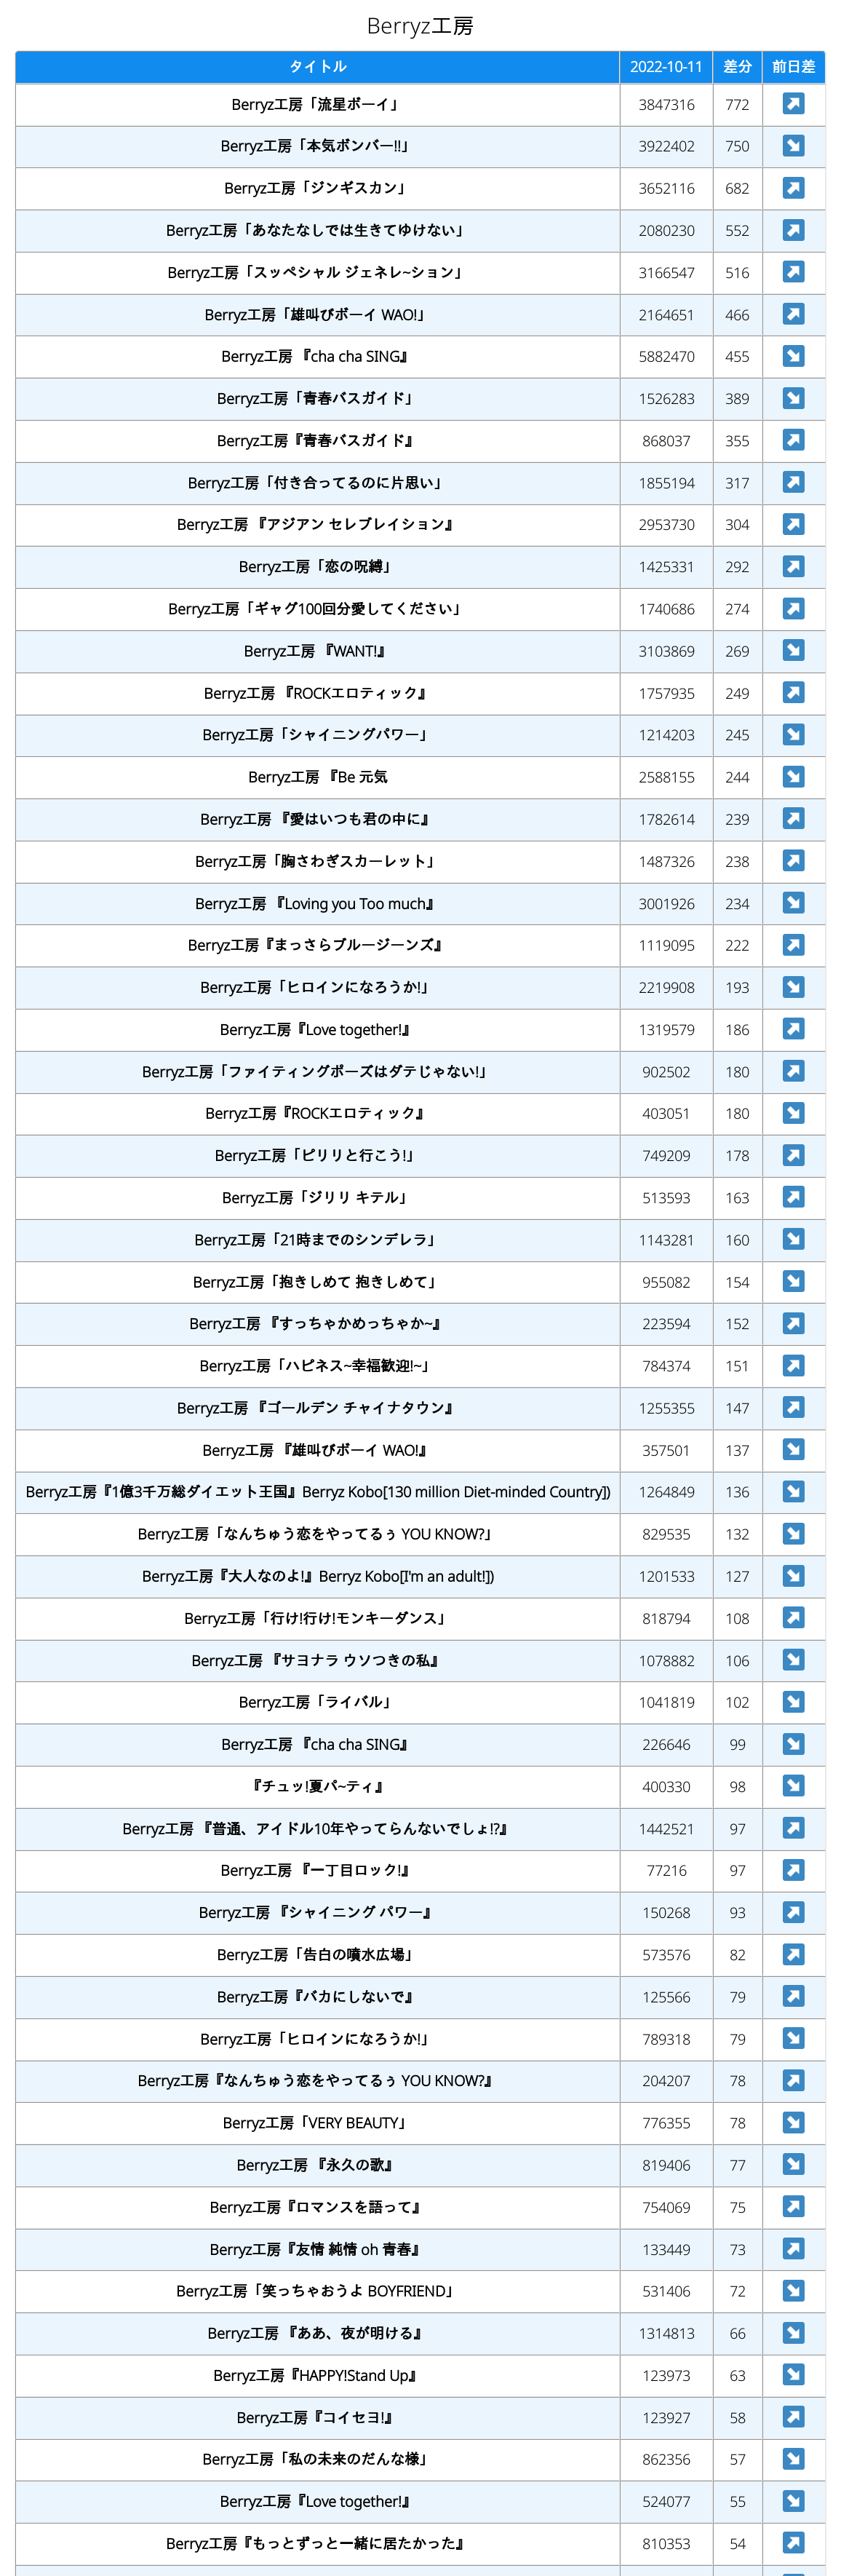 Berryz工房
タイトル 2022-10-11 差分 前日差
Berryz工房「流星ボーイ」 3847316 772 ↗
Berryz工房「本気ボンバー!!」 3922402 750 ↘
Berryz工房「ジンギスカン」 3652116 682 ↗
Berryz工房「あなたなしでは生きてゆけない」 2080230 552 ↗
Berryz工房「スッペシャル ジェネレ~ション」 3166547 516 ↗
Berryz工房「雄叫びボーイ WAO!」 2164651 466 ↗
Berryz工房 『cha cha SING』 5882470 455 ↘
Berryz工房「青春バスガイド」 1526283 389 ↘
Berryz工房『青春バスガイド』 868037 355 ↗
Berryz工房「付き合ってるのに片思い」 1855194 317 ↗
Berryz工房 『アジアン セレブレイション』 2953730 304 ↗
Berryz工房「恋の呪縛」 1425331 292 ↗
Berryz工房「ギャグ100回分愛してください」 1740686 274 ↗
Berryz工房 『WANT!』 3103869 269 ↘
Berryz工房 『ROCKエロティック』 1757935 249 ↗
Berryz工房「シャイニングパワー」 1214203 245 ↘
Berryz工房 『Be 元気 2588155 244 ↘
Berryz工房 『愛はいつも君の中に』 1782614 239 ↗
Berryz工房「胸さわぎスカーレット」 1487326 238 ↗
Berryz工房 『Loving you Too much』 3001926 234 ↘
Berryz工房『まっさらブルージーンズ』 1119095 222 ↗
Berryz工房「ヒロインになろうか!」 2219908 193 ↘
Berryz工房『Love together!』 1319579 186 ↗
Berryz工房「ファイティングポーズはダテじゃない!」 902502 180 ↗
Berryz工房『ROCKエロティック』 403051 180 ↘
Berryz工房「ピリリと行こう!」 749209 178 ↗
Berryz工房「ジリリ キテル」 513593 163 ↗
Berryz工房「21時までのシンデレラ」 1143281 160 ↘
Berryz工房「抱きしめて 抱きしめて」 955082 154 ↘
Berryz工房 『すっちゃかめっちゃか~』 223594 152 ↗
Berryz工房「ハピネス~幸福歓迎!~」 784374 151 ↗
Berryz工房 『ゴールデン チャイナタウン』 1255355 147 ↗
Berryz工房 『雄叫びボーイ WAO!』 357501 137 ↘
Berryz工房『1億3千万総ダイエット王国』Berryz Kobo[130 million Diet-minded Country]) 1264849 136 ↘
Berryz工房「なんちゅう恋をやってるぅ YOU KNOW?」 829535 132 ↘
Berryz工房『大人なのよ!』Berryz Kobo[I'm an adult!]) 1201533 127 ↘
Berryz工房「行け!行け!モンキーダンス」 818794 108 ↗
Berryz工房 『サヨナラ ウソつきの私』 1078882 106 ↘
Berryz工房「ライバル」 1041819 102 ↘
Berryz工房 『cha cha SING』 226646 99 ↘
『チュッ!夏パ~ティ』 400330 98 ↘
Berryz工房 『普通、アイドル10年やってらんないでしょ!?』 1442521 97 ↗
Berryz工房 『一丁目ロック!』 77216 97 ↗
Berryz工房 『シャイニング パワー』 150268 93 ↗
Berryz工房「告白の噴水広場」 573576 82 ↗
Berryz工房『バカにしないで』 125566 79 ↗
Berryz工房「ヒロインになろうか!」 789318 79 ↘
Berryz工房『なんちゅう恋をやってるぅ YOU KNOW?』 204207 78 ↗
Berryz工房「VERY BEAUTY」 776355 78 ↘
Berryz工房 『永久の歌』 819406 77 ↘
Berryz工房『ロマンスを語って』 754069 75 ↗
Berryz工房『友情 純情 oh 青春』 133449 73 ↗
Berryz工房「笑っちゃおうよ BOYFRIEND」 531406 72 ↘
Berryz工房 『ああ、夜が明ける』 1314813 66 ↘
Berryz工房『HAPPY!Stand Up』 123973 63 ↘
Berryz工房『コイセヨ!』 123927 58 ↗
Berryz工房「私の未来のだんな様」 862356 57 ↘
Berryz工房『Love together!』 524077 55 ↘
Berryz工房『もっとずっと一緒に居たかった』 810353 54 ↗